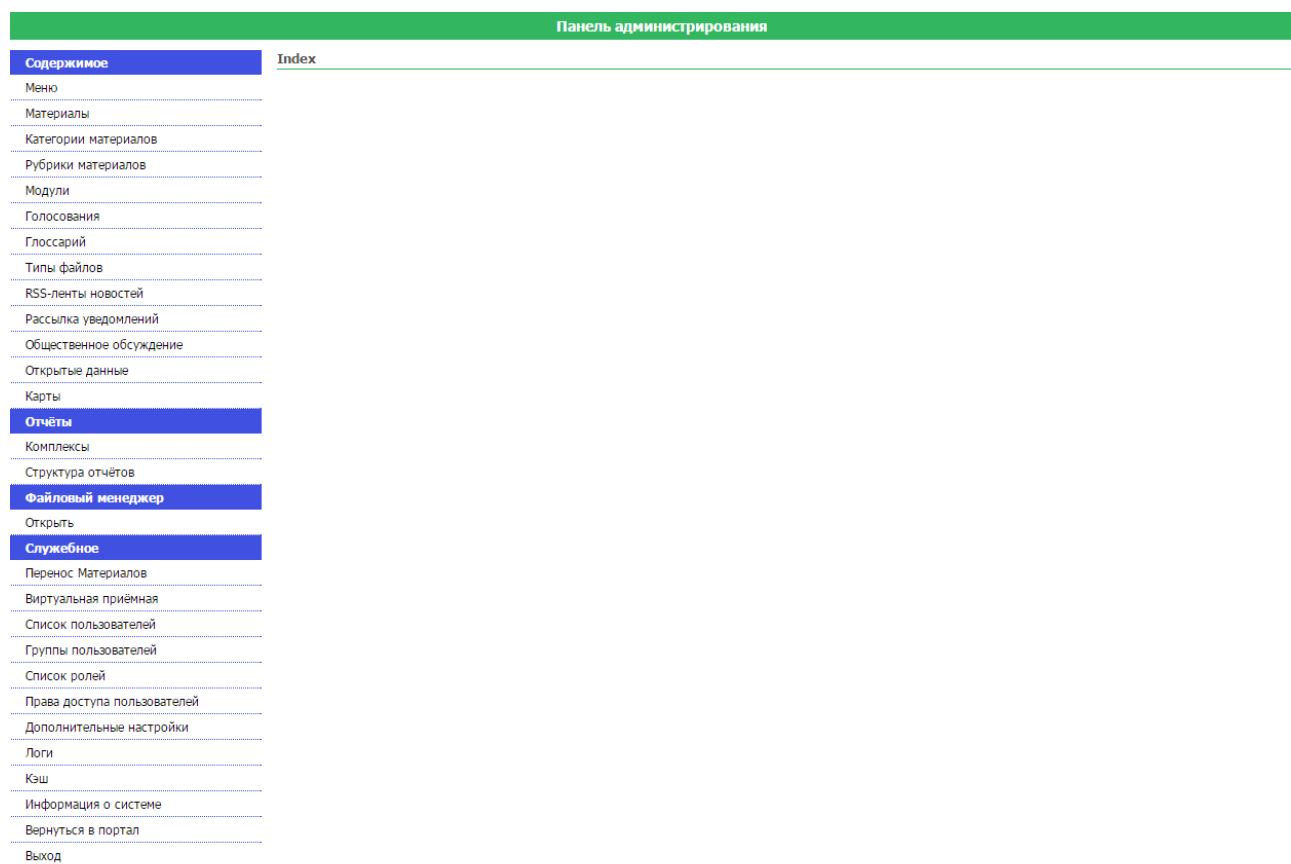 Панель администрирования
Содержимое
Index
Меню
Материалы
Категории материалов
Рубрики материалов
Модули
Голосования
Глоссарий
Типы файлов
RSS-ленты новостей
Рассылка уведомлений
Общественное обсуждение
Открытые данные
Карты
Отчёты
Комплексы
Структура отчётов
Файловый менеджер
Открыть
Служебное
Перенос Материалов
Виртуальная приёмная
Список пользователей
Группы пользователей
Список ролей
Права доступа пользователей
Дополнительные настройки
Логи
Кэш
Информация о системе
Вернуться в портал
Выход